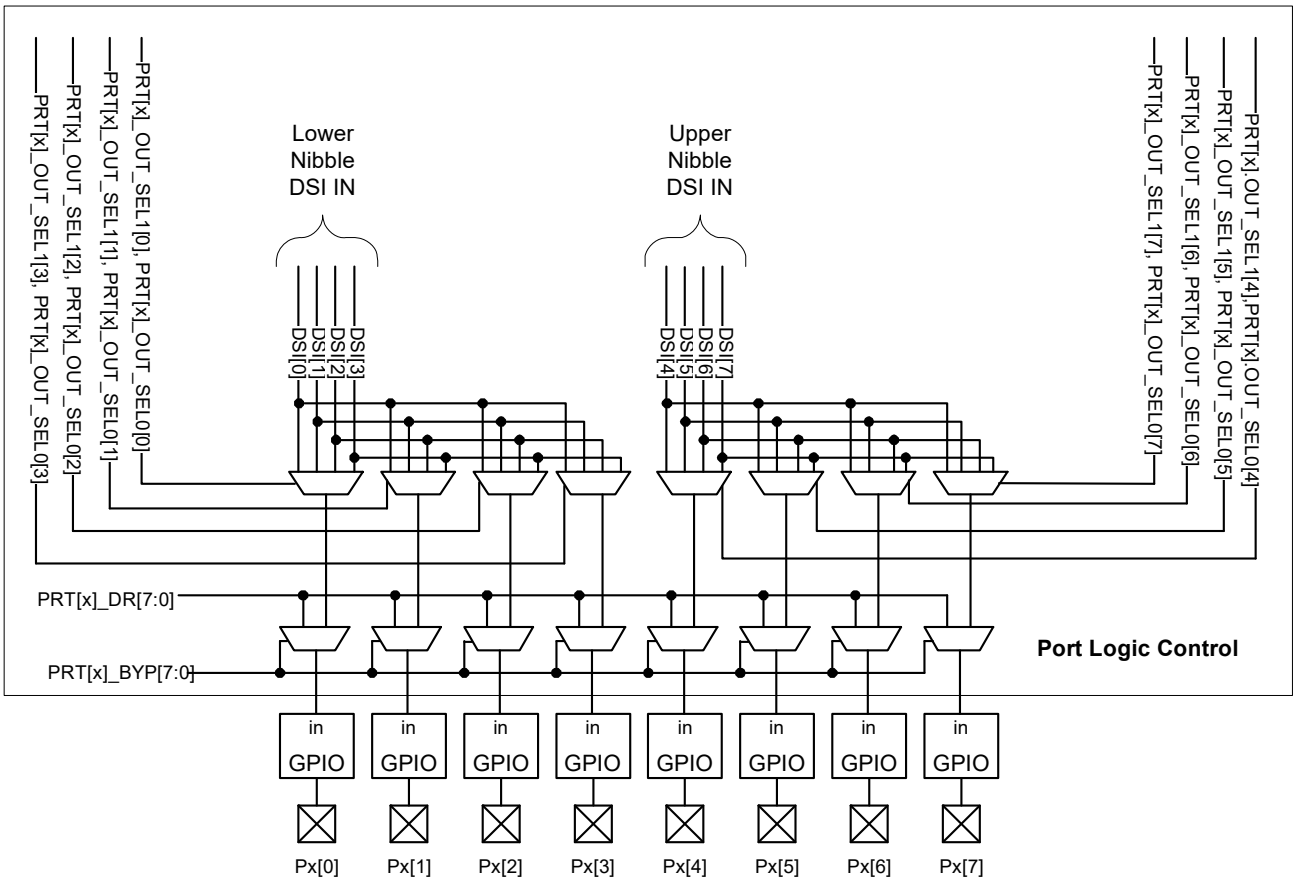 PRT[x]_OUT_SEL1[3], PRT[x]_OUT_SEL0[3]
PRT[x]_OUT_SEL1[2], PRT[x]_OUT_SEL0[2]
PRT[x]_OUT_SEL1[1], PRT[x]_OUT_SEL0[1]
PRT[x]_OUT_SEL1[0], PRT[x]_OUT_SEL0[0]
Lower
Nibble
DSI IN
Upper
Nibble
DSI IN
PRT[x]_OUT_SEL1[7], PRT[x]_OUT_SEL0[7]
PRT[x]_OUT_SEL1[6], PRT[x]_OUT_SEL0[6]
PRT[x]_OUT_SEL1[5], PRT[x]_OUT_SEL0[5]
PRT[x].OUT_SEL1[4],PRT[x].OUT_SEL0[4]
DSI[0]
DSI[1]
DSI[2]
DSI[3]
DSI[4]
DSI[5]
DSI[6]
DSI[7]
PRT[x]_DR[7:0]
Port Logic Control
PRT[x]_BYP[7:0]
in in in in in in in in
GPIO GPIO GPIO GPIO GPIO GPIO GPIO GPIO
Px[0] Px[1] Px[2] Px[3] Px[4] Px[5] Px[6] Px[7]